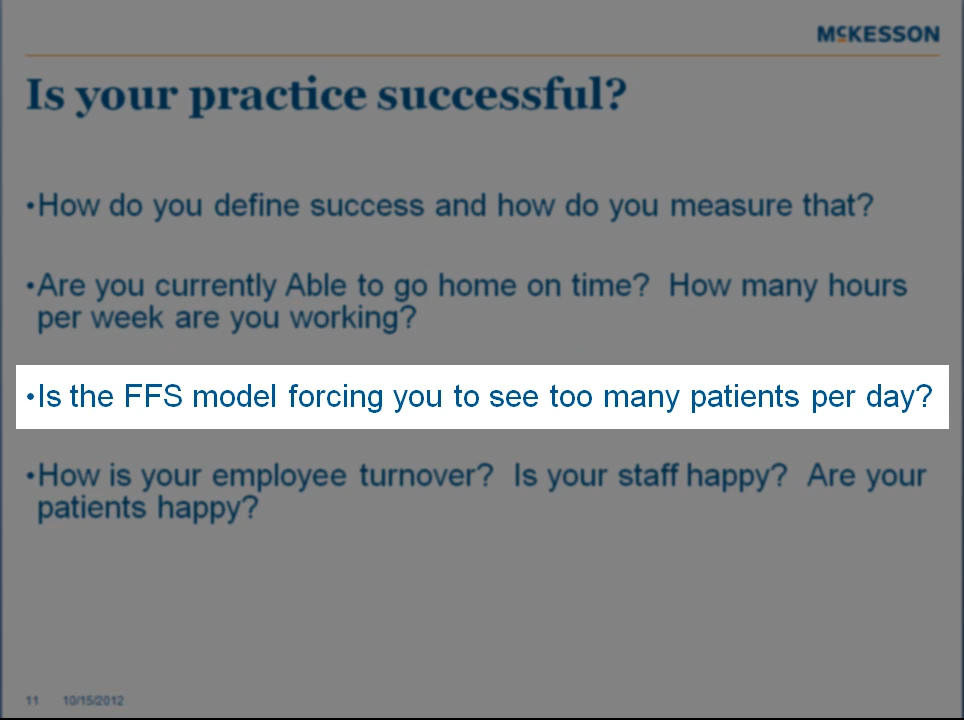 McKESSON
Is your practice successful?
•How do you define success and how do you measure that?
•Are you currently Able to go home on time?  How many hours
per week are you working?
•Is the FFS model forcing you to see too many patients per day?
•How is your employee turnover?  Is your staff happy?  Are your
patients happy?
11 10/15/2012